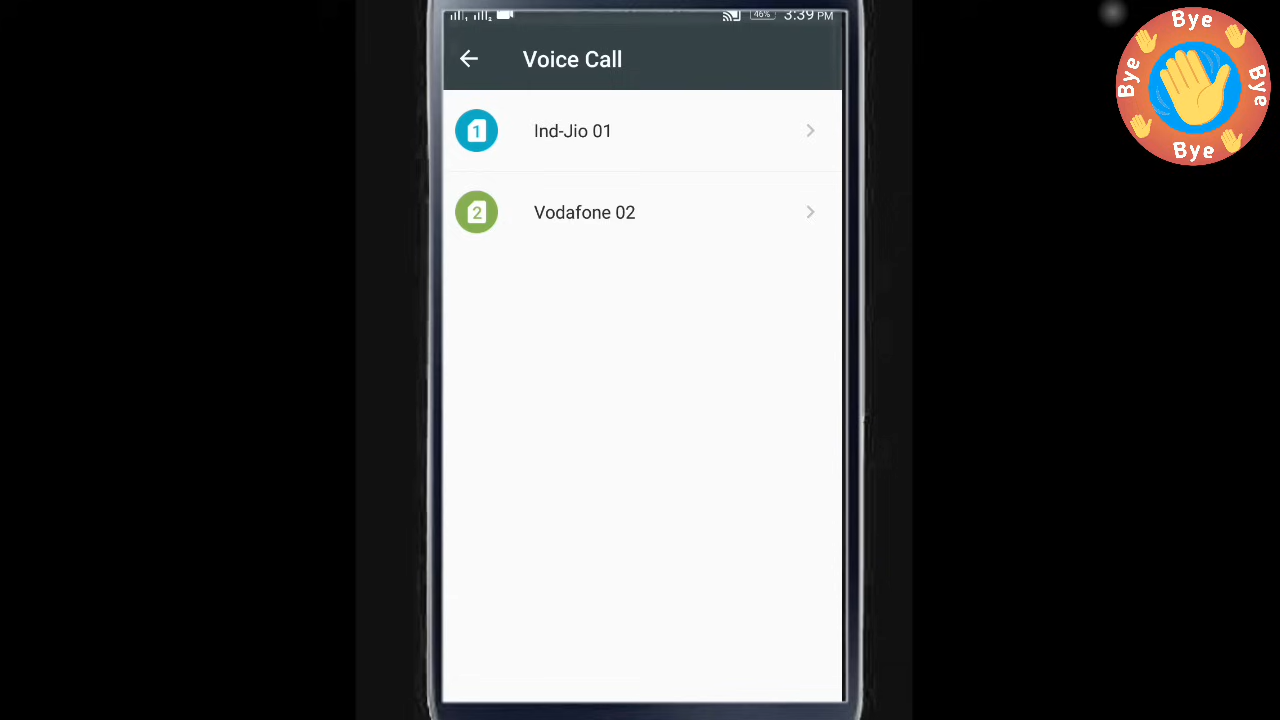 46%
3:39 PM
Voice Call
1
Ind-Jio 01
2
Vodafone 02
Bye
Bye
Bye
Bye